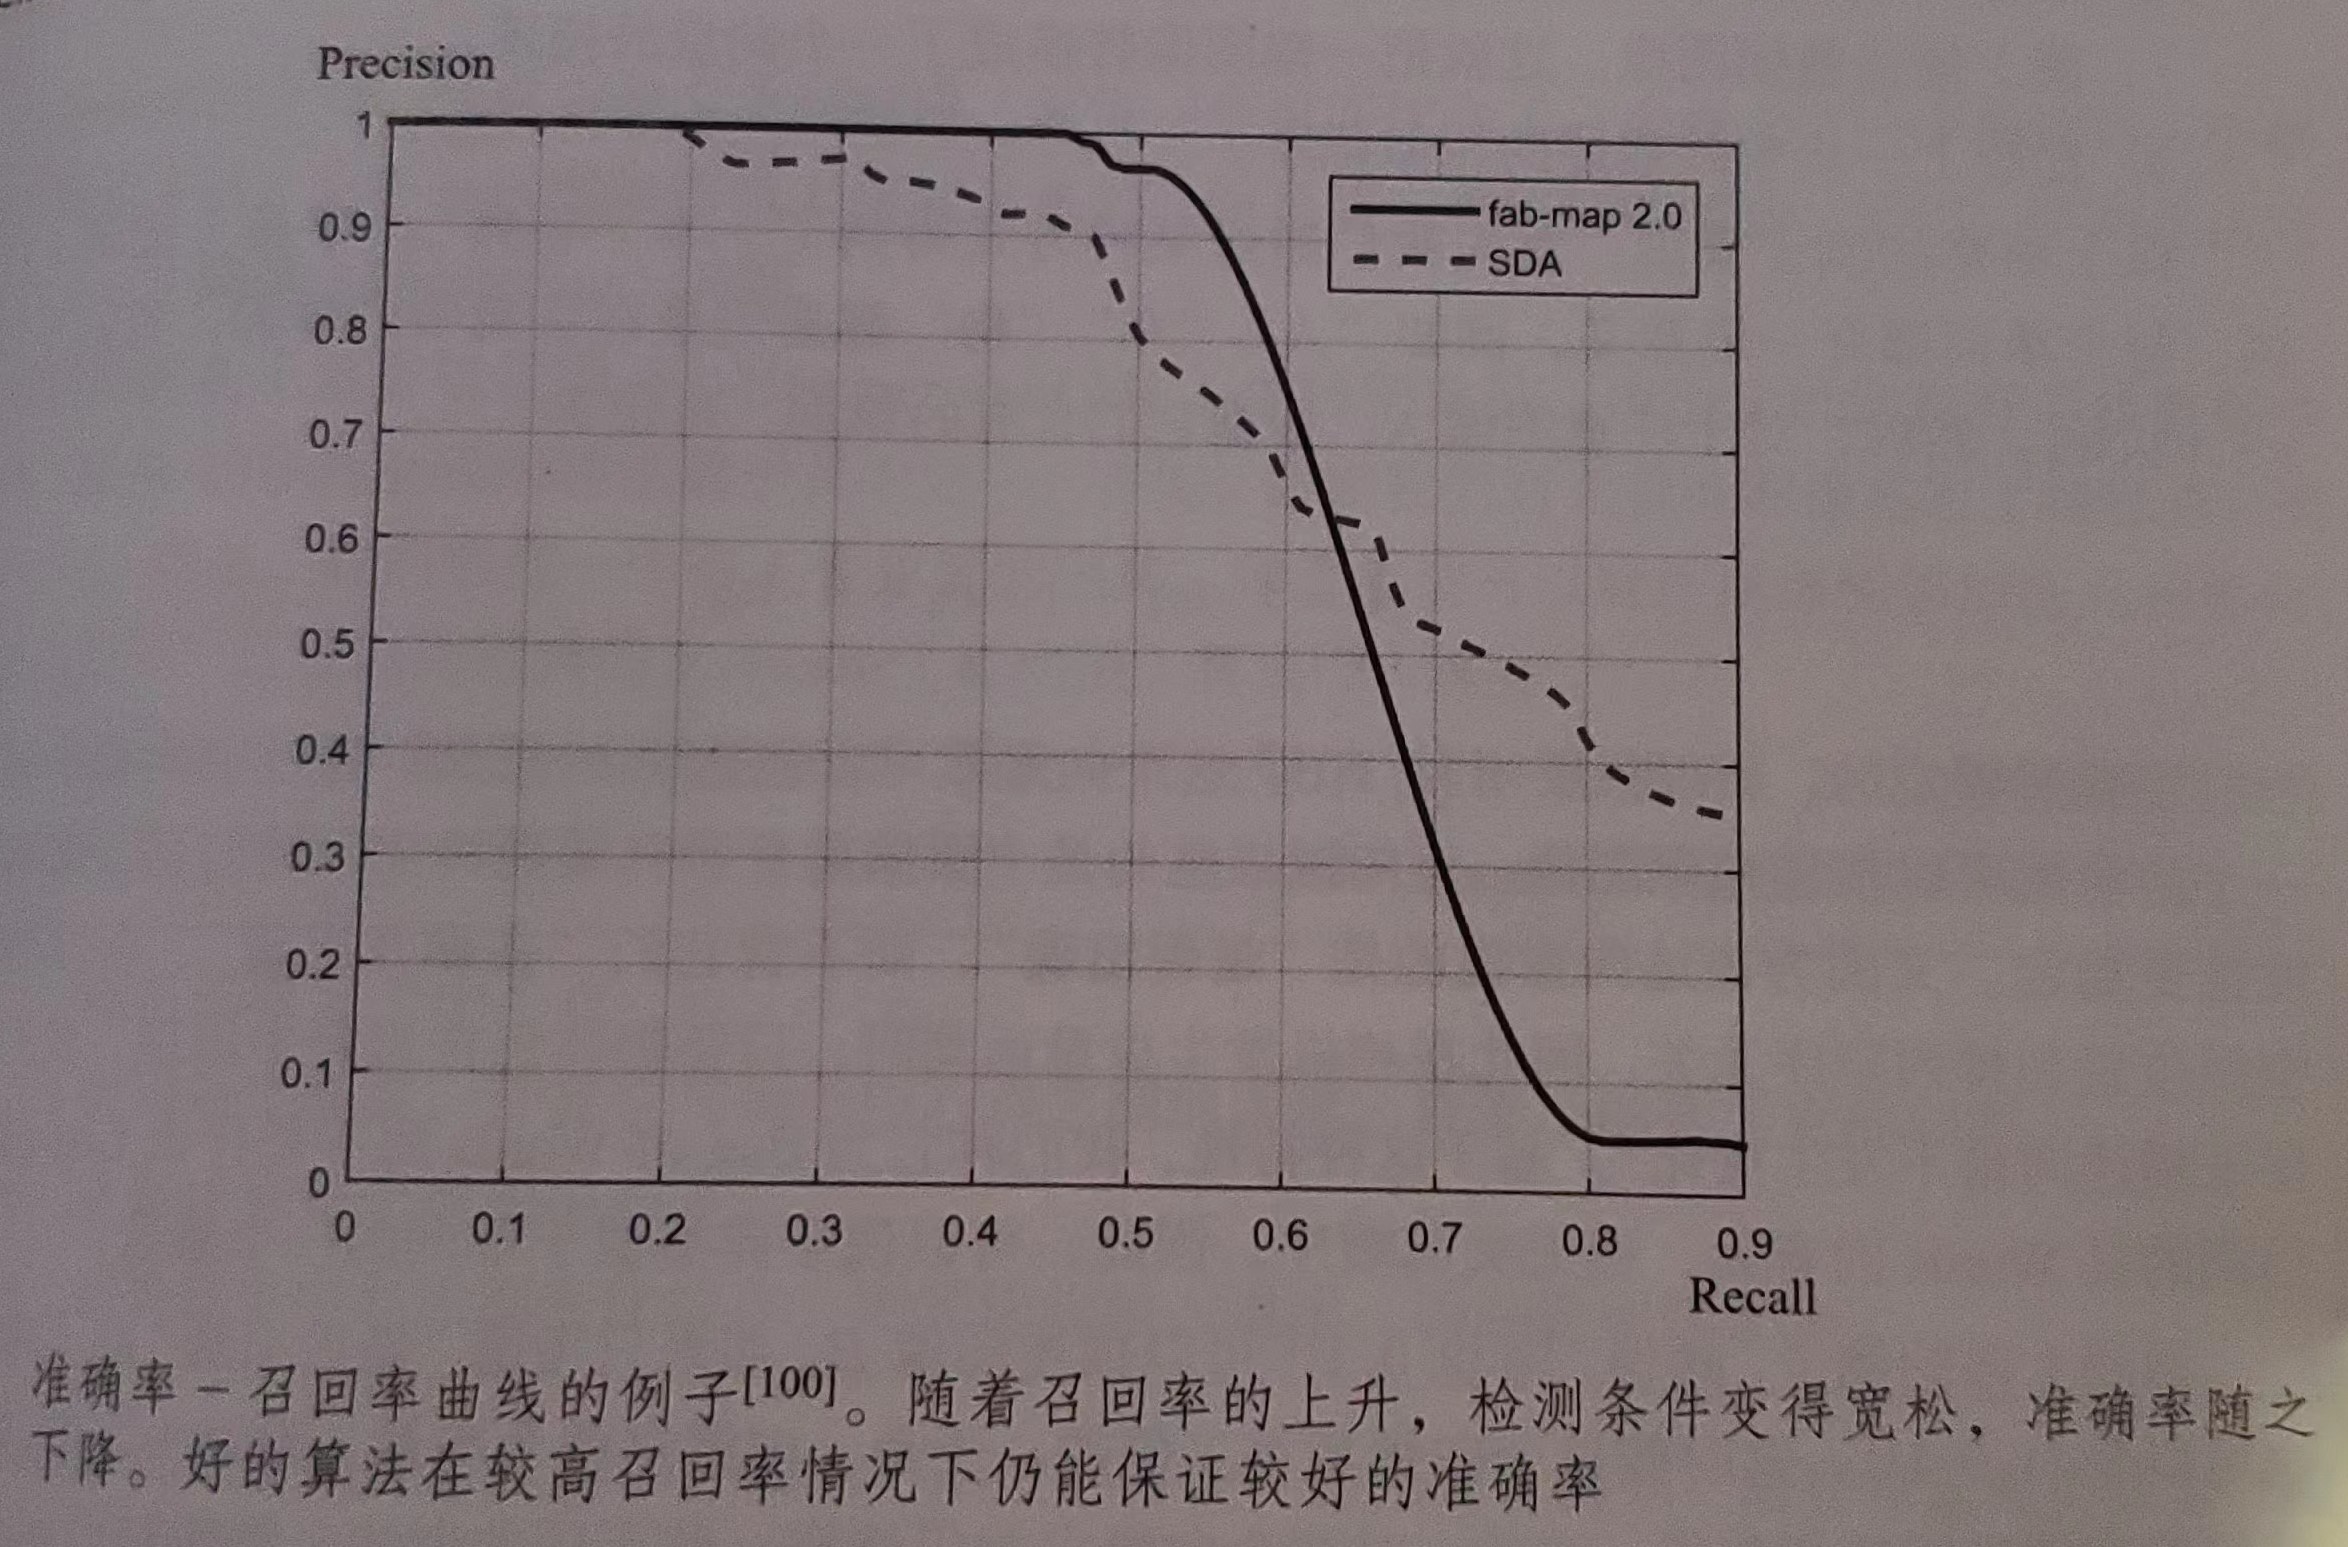 Precision
1
0.9
0.8
0.7
0.6
0.5
0.4
0.3
0.2
0.1
0
fab-map 2.0
SDA
0 0.1 0.2 0.3 0.4 0.5 0.6 0.7 0.8 0.9
Recall
准确率－召回率曲线的例子[100]。随着召回率的上升，检测条件变得宽松，准确率随之
下降。好的算法在较高召回率情况下仍能保证较好的准确率